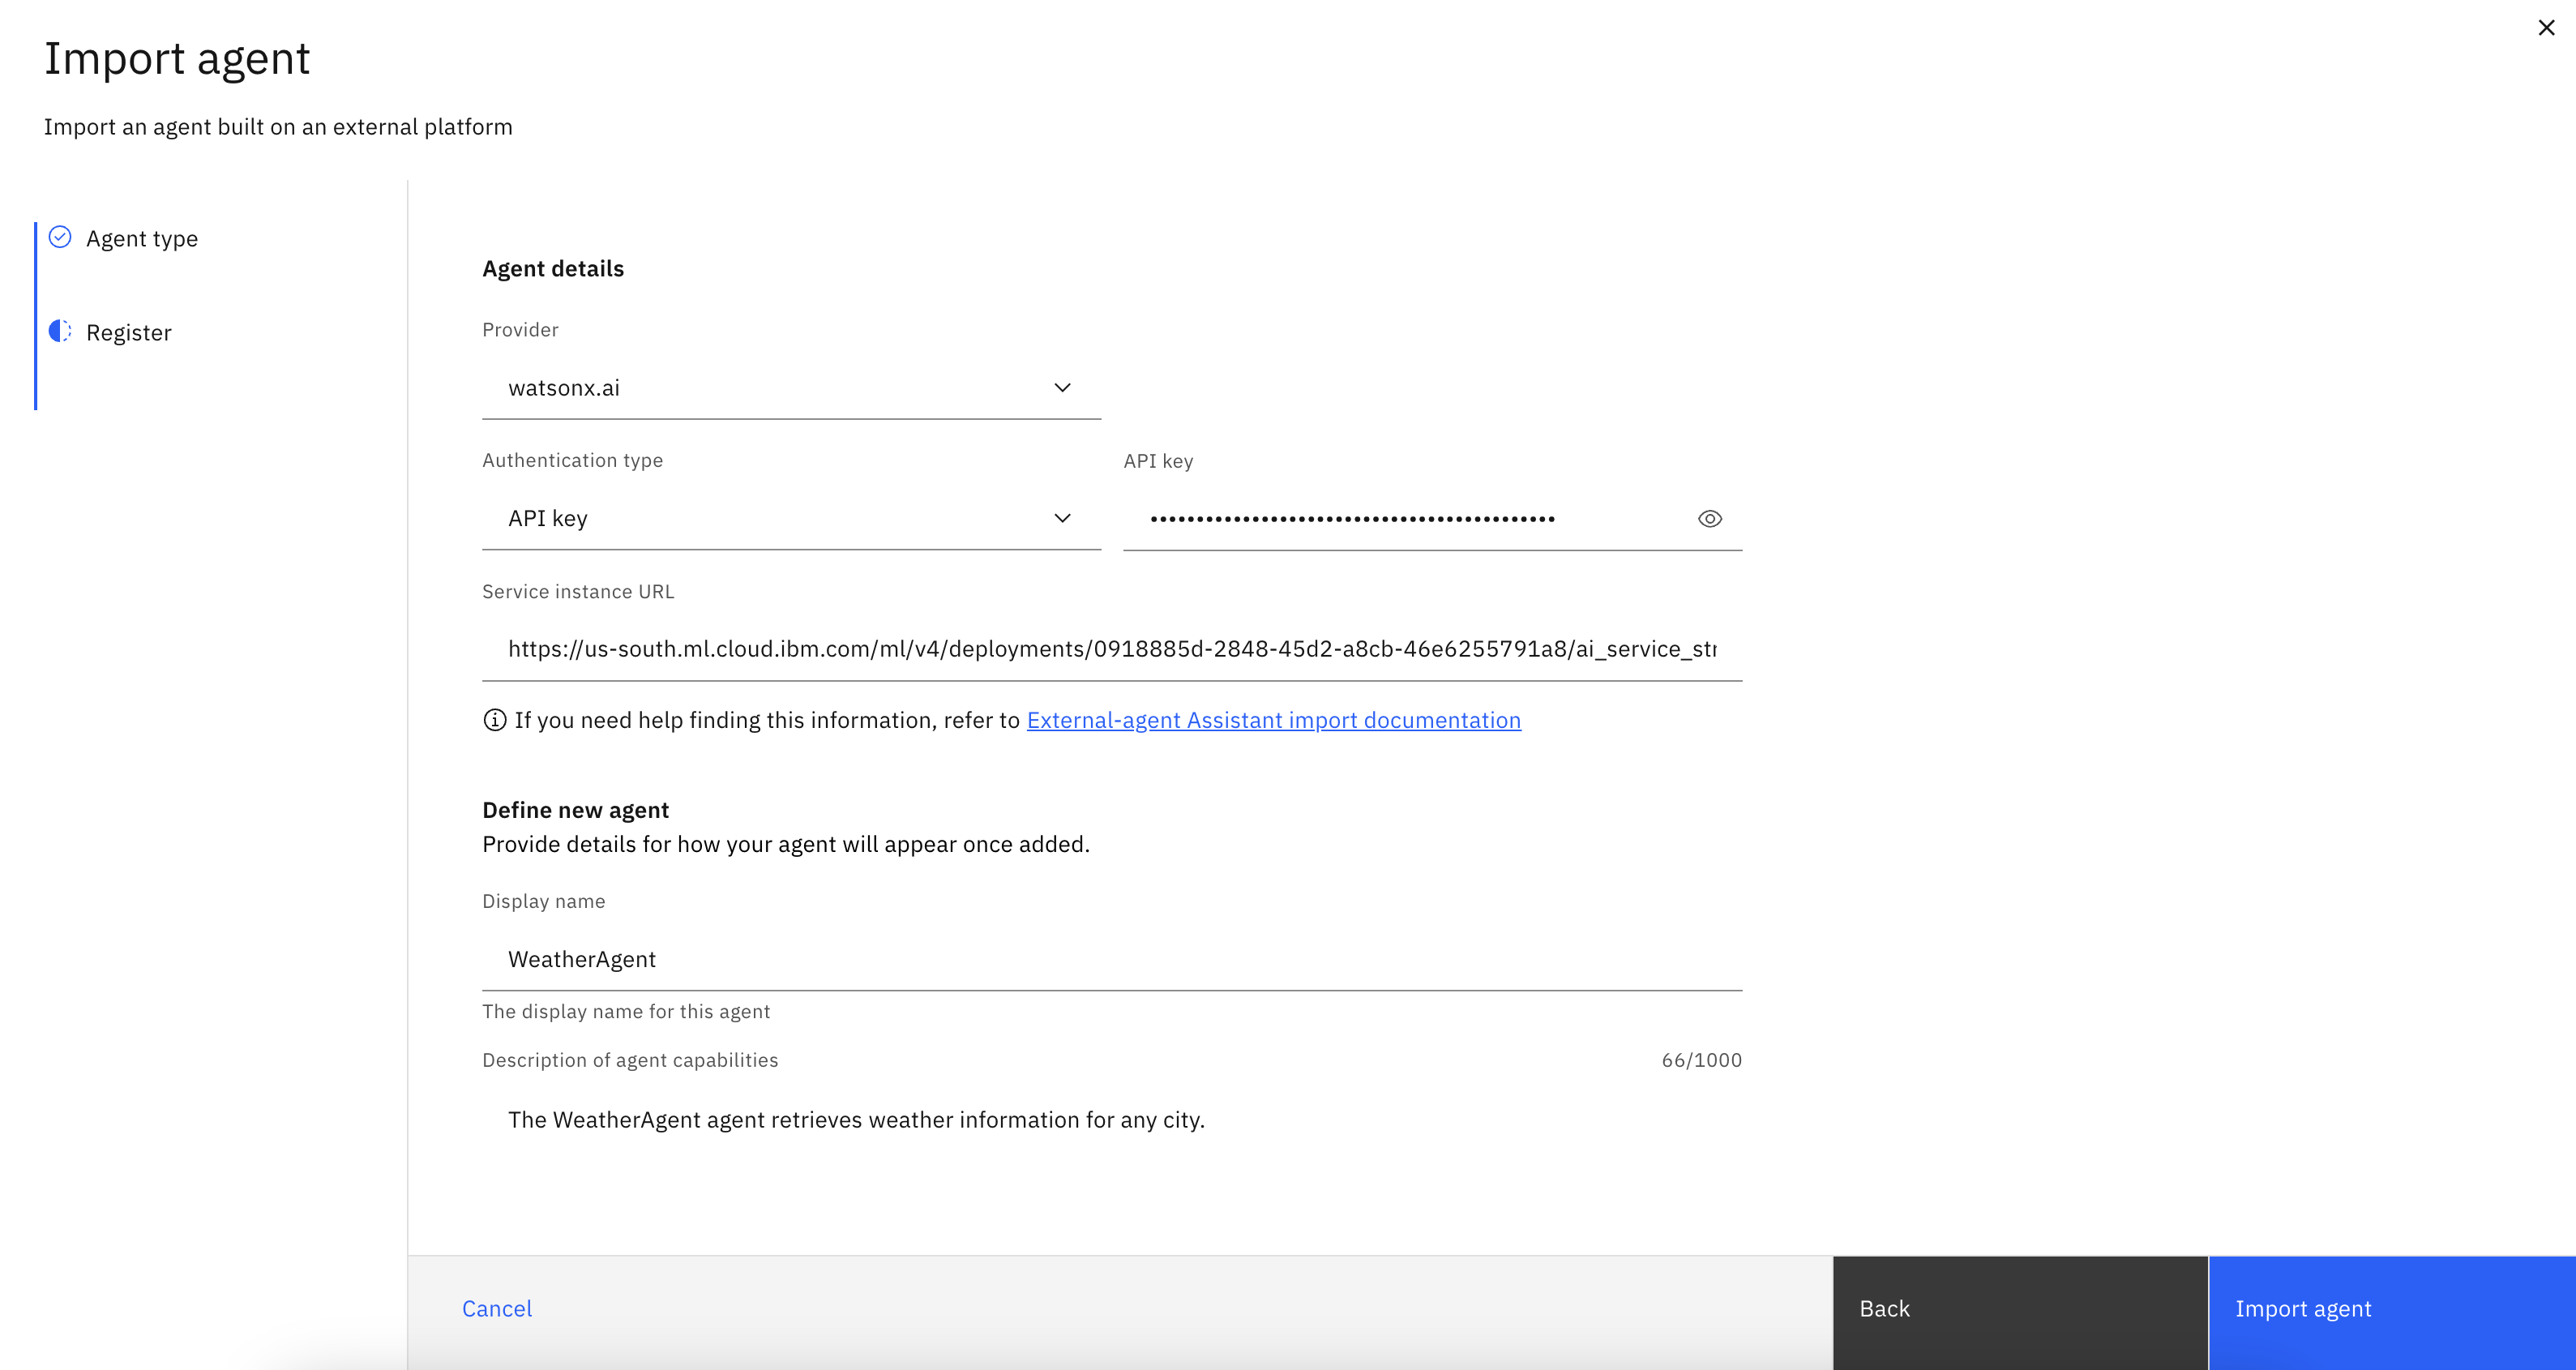 Import agent
Import an agent built on an external platform
Agent type
Register
Agent details
Provider
watsonx.ai
Authentication type
API key
API key
••••••••••••••••••••••••••••••••••••••••••••
Service instance URL
https://us-south.ml.cloud.ibm.com/ml/v4/deployments/0918885d-2848-45d2-a8cb-46e6255791a8/ai_service_str
If you need help finding this information, refer to External-agent Assistant import documentation
Define new agent
Provide details for how your agent will appear once added.
Display name
WeatherAgent
The display name for this agent
Description of agent capabilities
66/1000
The WeatherAgent agent retrieves weather information for any city.
Cancel
Back
Import agent